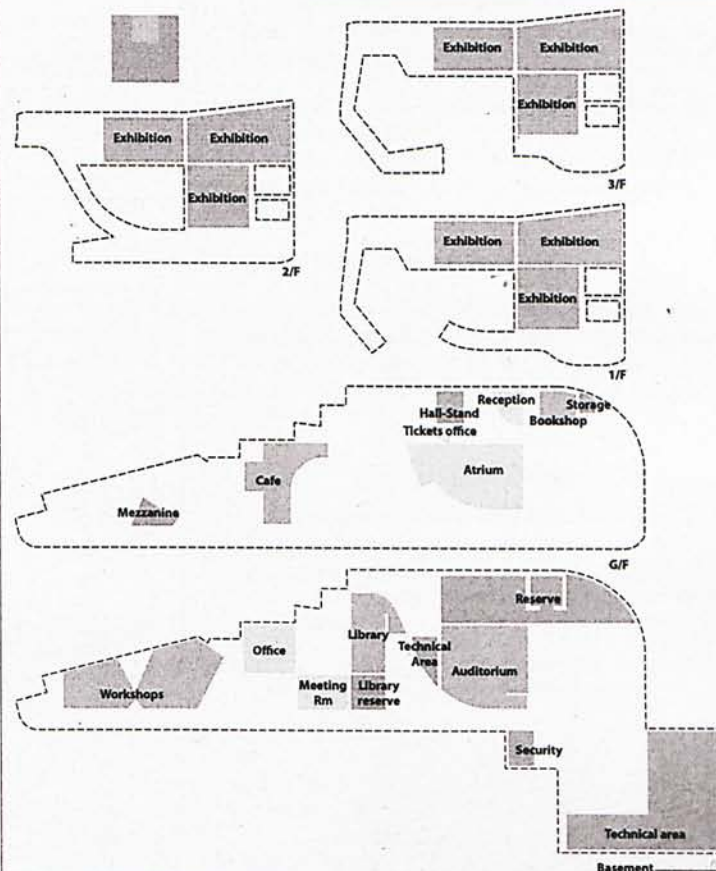 Exhibition Exhibition
Exhibition
3/F
Exhibition Exhibition
Exhibition
2/F
Exhibition Exhibition
Exhibition
1/F
Reception
Hall-Stand
Storage
Tickets office
Bookshop
Cafe
Atrium
Mezzanine
G/F
Reserve
Library
Office
Technical
Area
Auditorium
Workshops
Meeting
Rm
Library
reserve
Security
Technical area
Basement